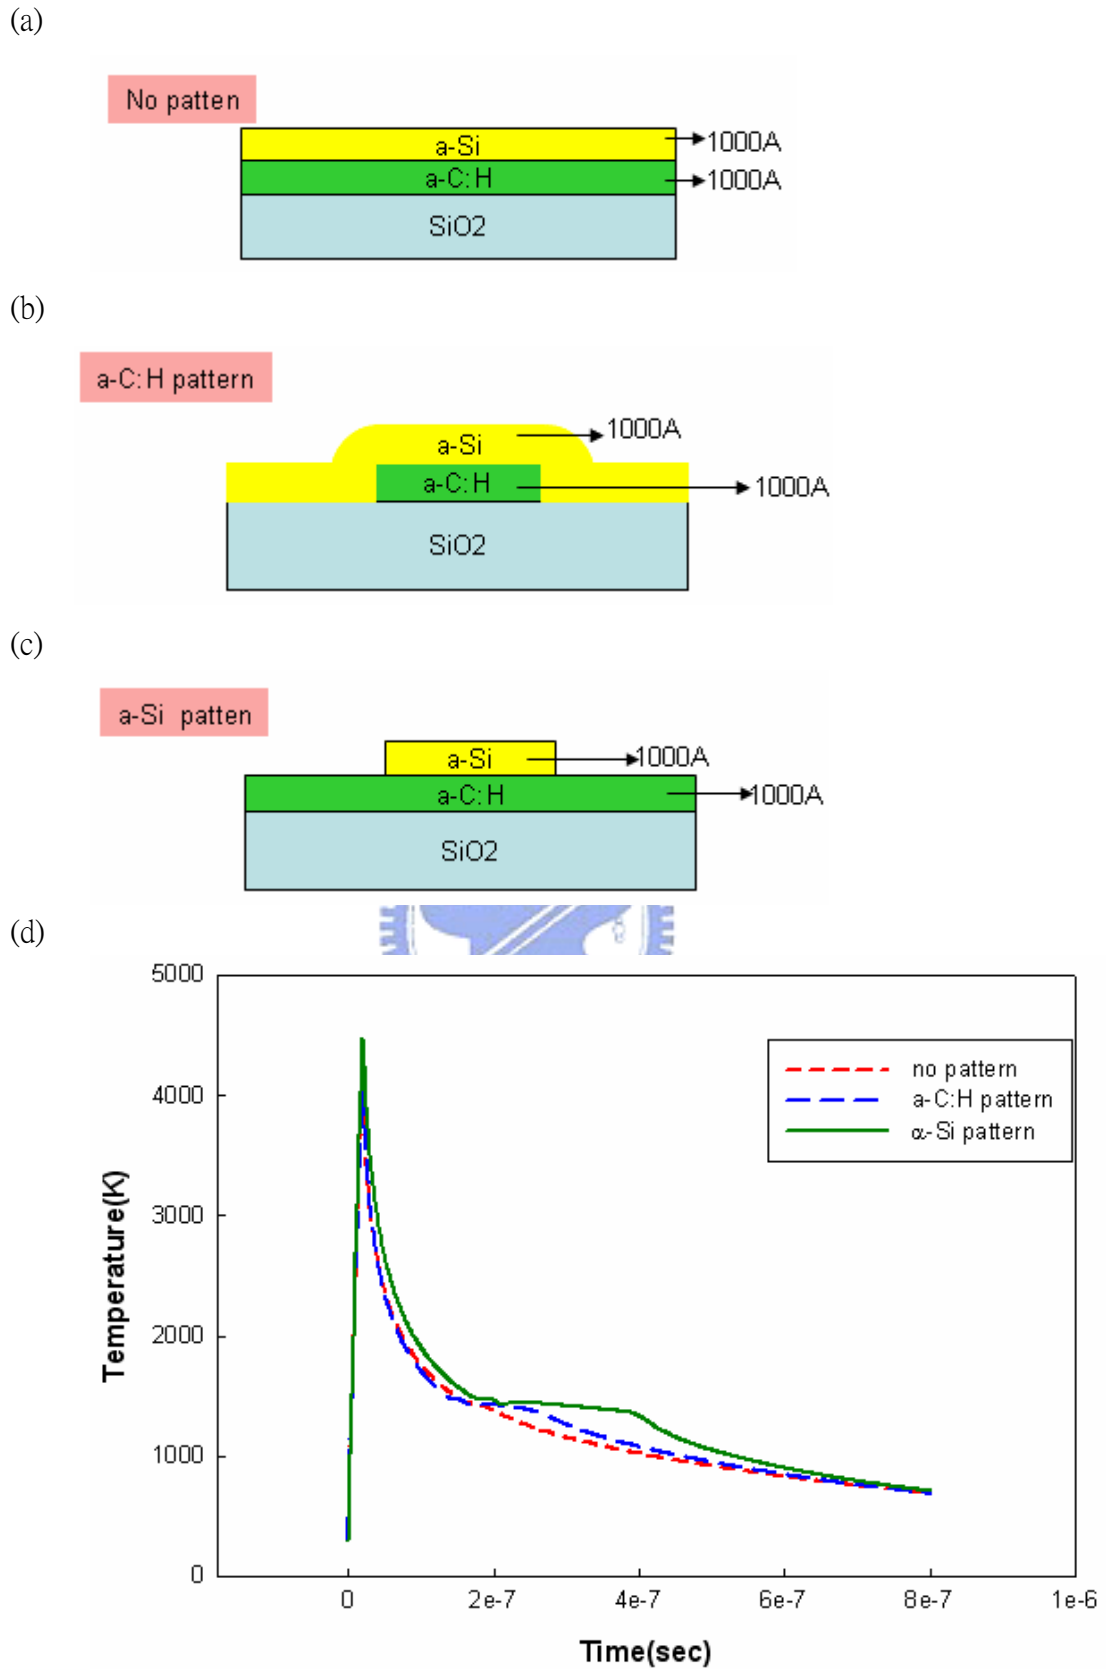 (a)
No patten
a-Si
1000A
a-C:H
1000A
SiO2
(b)
a-C:H pattern
a-Si
1000A
a-C:H
1000A
SiO2
(c)
a-Si patten
a-Si
1000A
a-C:H
1000A
SiO2
(d)
5000
4000
3000
2000
1000
0
Temperature(K)
no pattern
a-C:H pattern
α-Si pattern
0
2e-7
4e-7
6e-7
8e-7
1e-6
Time(sec)